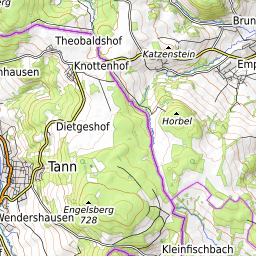 Brun
Theobaldshof
Katzenstein
Knottenhof
Emp
nhausen
Horbel
Dietgeshof
Tann
Engelsberg
728
Wendershausen
Kleinfischbach